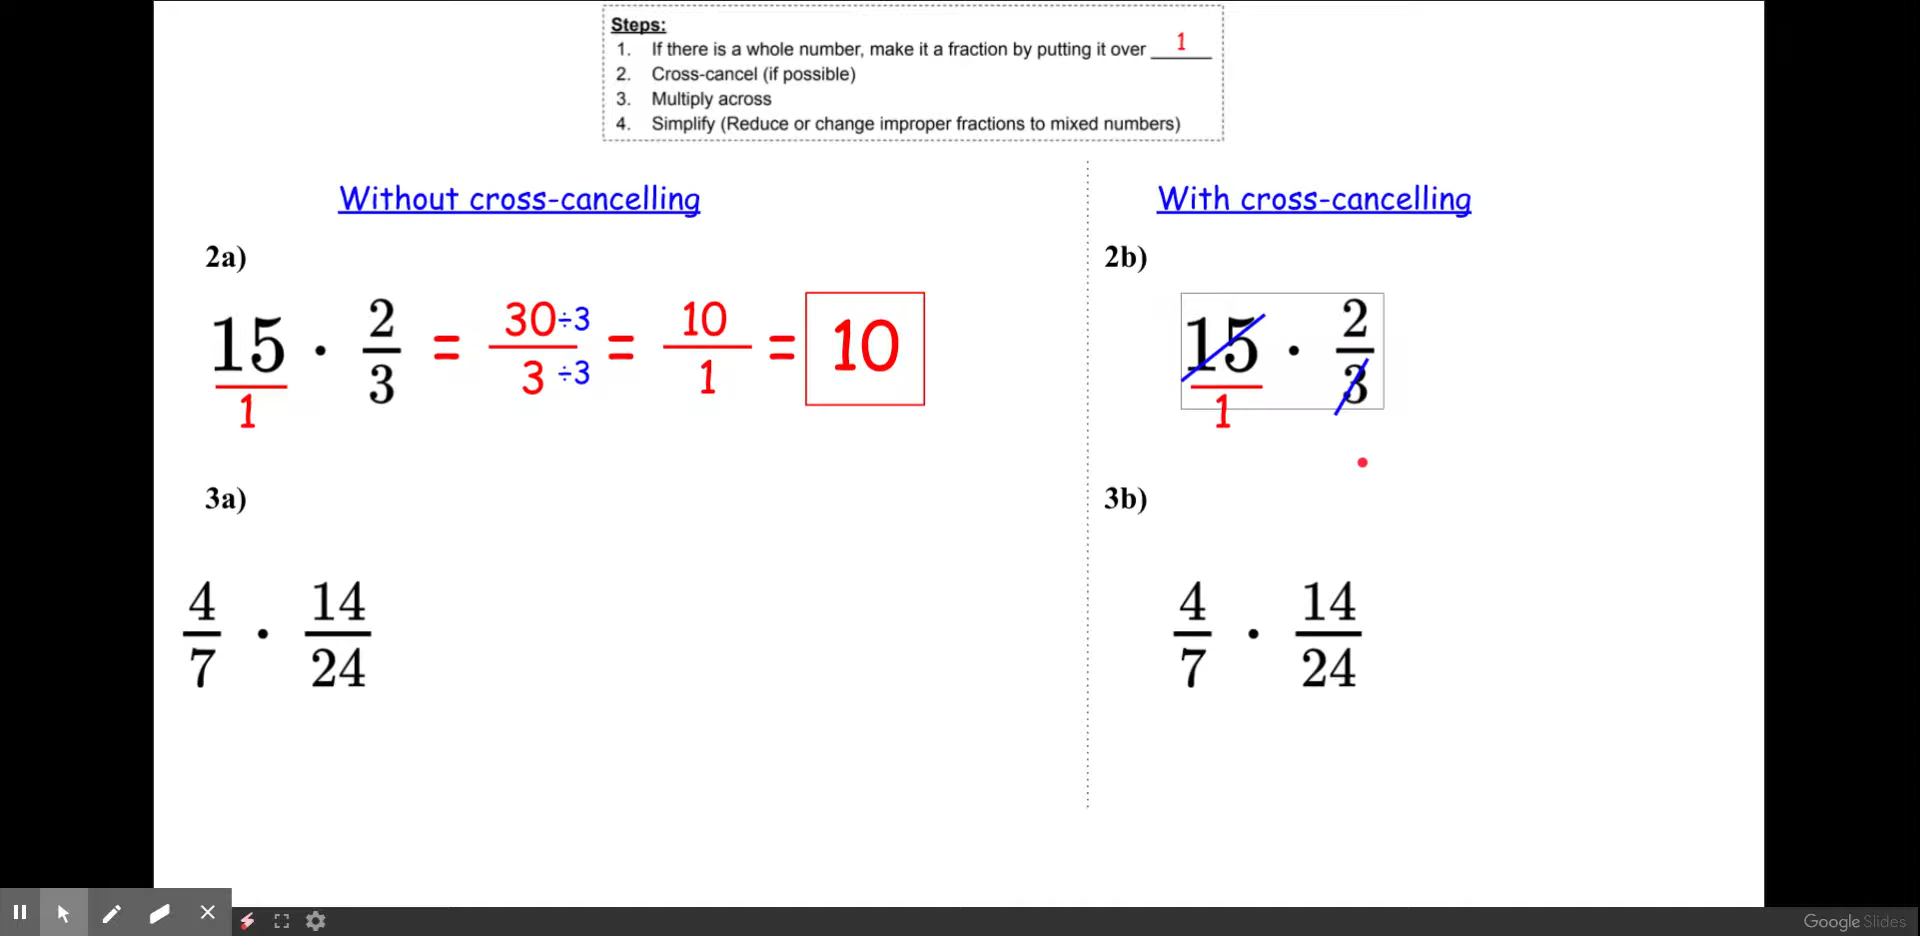 Steps:
1. If there is a whole number, make it a fraction by putting it over 1
2. Cross-cancel (if possible)
3. Multiply across
4. Simplify (Reduce or change improper fractions to mixed numbers)
Without cross-cancelling
2a)
15/1 · 2/3 = 30÷3/3÷3 = 10/1 = 10
3a)
4/7 · 14/24
With cross-cancelling
2b)
15/1 · 2/3
3b)
4/7 · 14/24
Google Slides